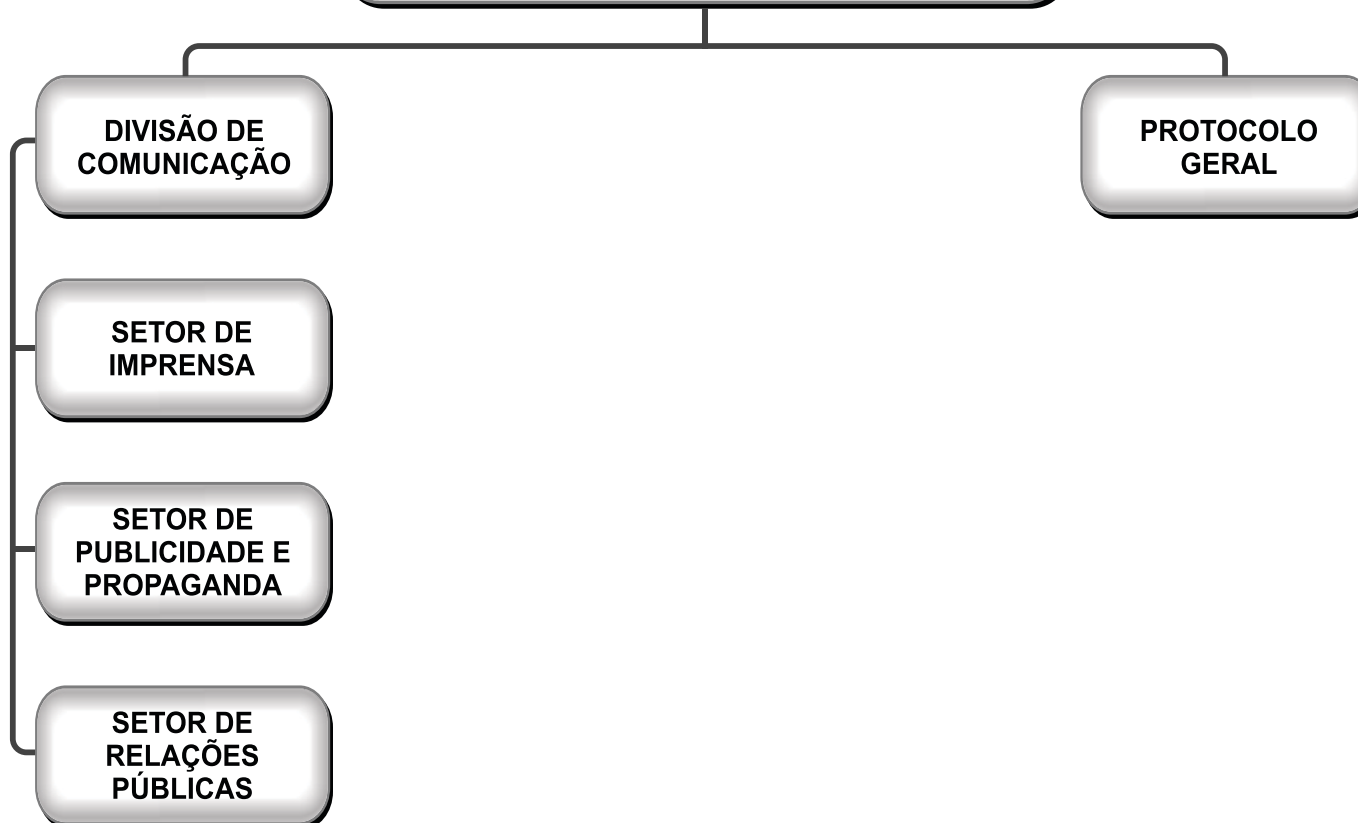 DIVISÃO DE
COMUNICAÇÃO
PROTOCOLO
GERAL
SETOR DE
IMPRENSA
SETOR DE
PUBLICIDADE E
PROPAGANDA
SETOR DE
RELAÇÕES
PÚBLICAS